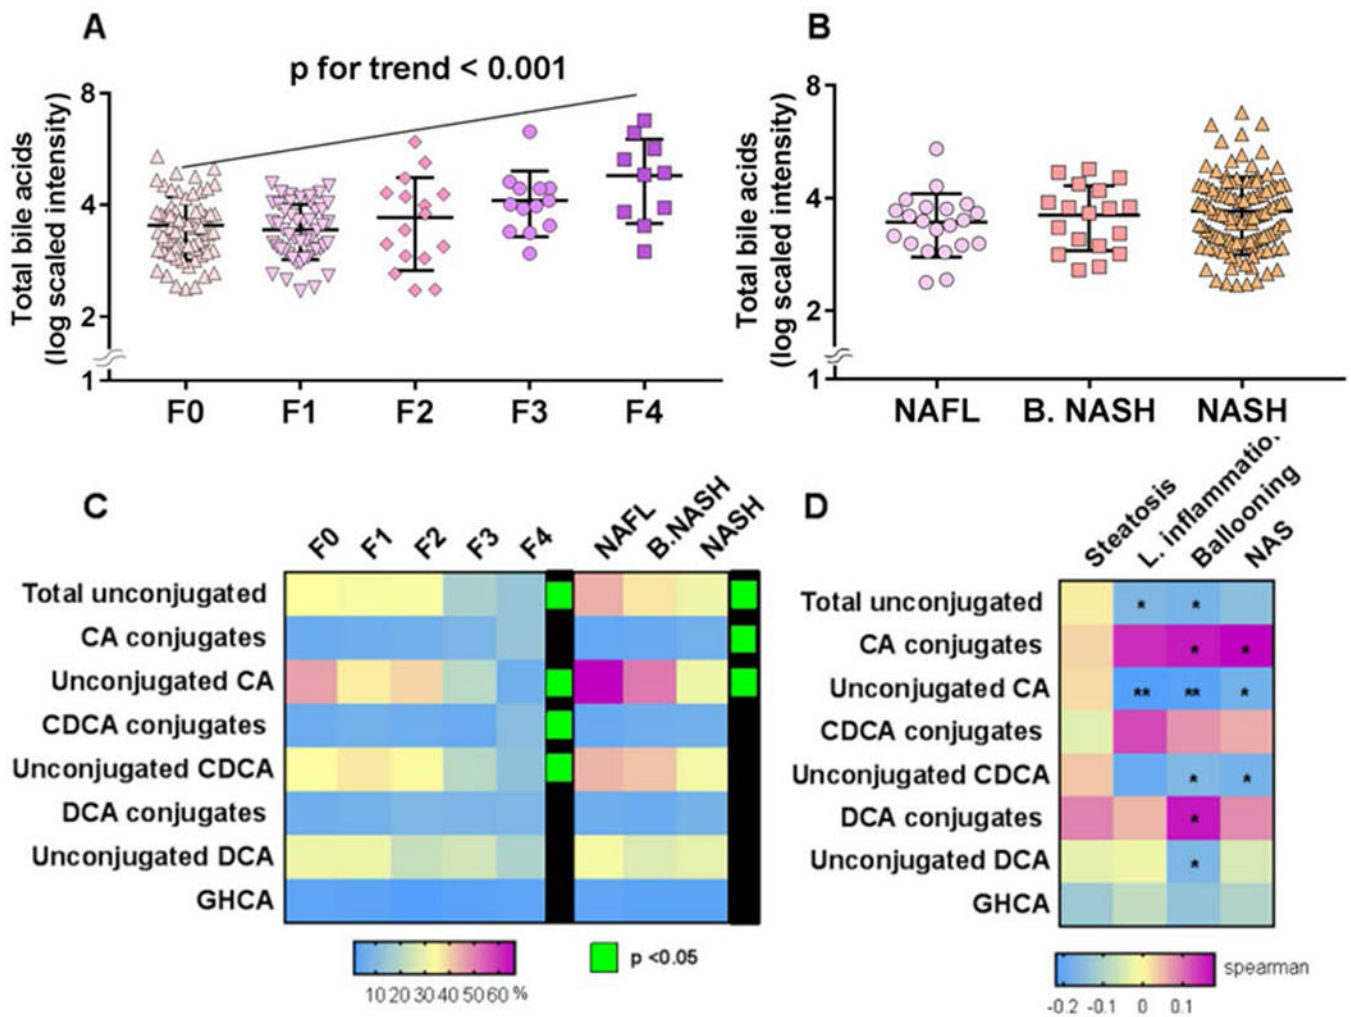 A
p for trend < 0.001
Total bile acids
(log scaled intensity)
8
4
2
1
F0 F1 F2 F3 F4
B
Total bile acids
(log scaled intensity)
8
4
2
1
NAFL B. NASH NASH
C
F0 F1 F2 F3 F4 NAFL B.NASH NASH
Total unconjugated
CA conjugates
Unconjugated CA
CDCA conjugates
Unconjugated CDCA
DCA conjugates
Unconjugated DCA
GHCA
10 20 30 40 50 60 %
p <0.05
D
Steatosis L. inflammatio Ballooning NAS
Total unconjugated * *
CA conjugates * *
Unconjugated CA ** ** *
CDCA conjugates
Unconjugated CDCA * *
DCA conjugates *
Unconjugated DCA *
GHCA
spearman
-0.2 -0.1 0 0.1